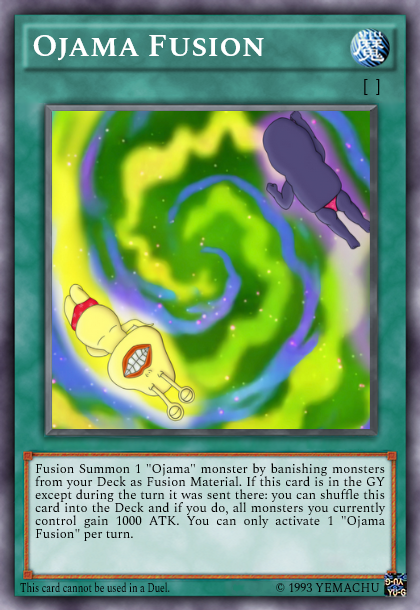 Ojama Fusion
魔
[ ]
Fusion Summon 1 "Ojama" monster by banishing monsters
from your Deck as Fusion Material. If this card is in the GY
except during the turn it was sent there: you can shuffle this
card into the Deck and if you do, all monsters you currently
control gain 1000 ATK. You can only activate 1 "Ojama
Fusion" per turn.
This card cannot be used in a Duel.
© 1993 YEMACHU